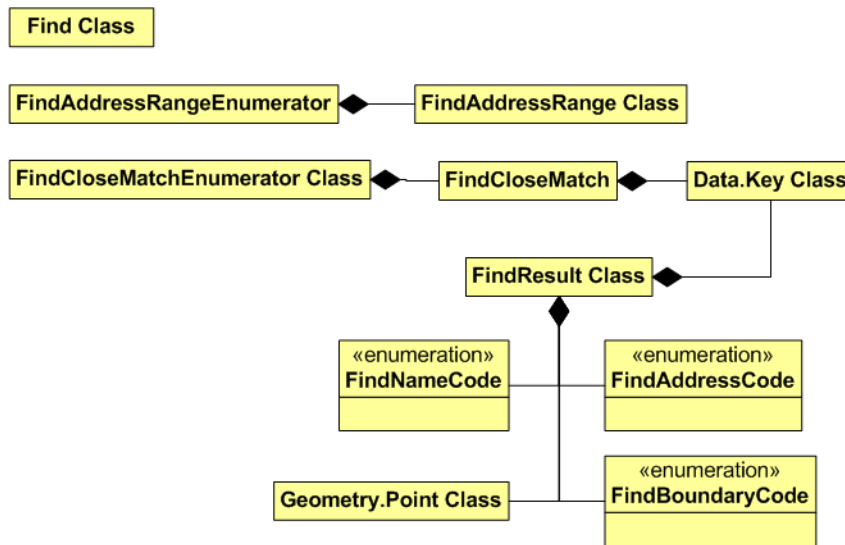 Find Class
FindAddressRangeEnumerator
FindAddressRange Class
FindCloseMatchEnumerator Class
FindCloseMatch
Data.Key Class
FindResult Class
«enumeration»
FindNameCode
«enumeration»
FindAddressCode
Geometry.Point Class
«enumeration»
FindBoundaryCode